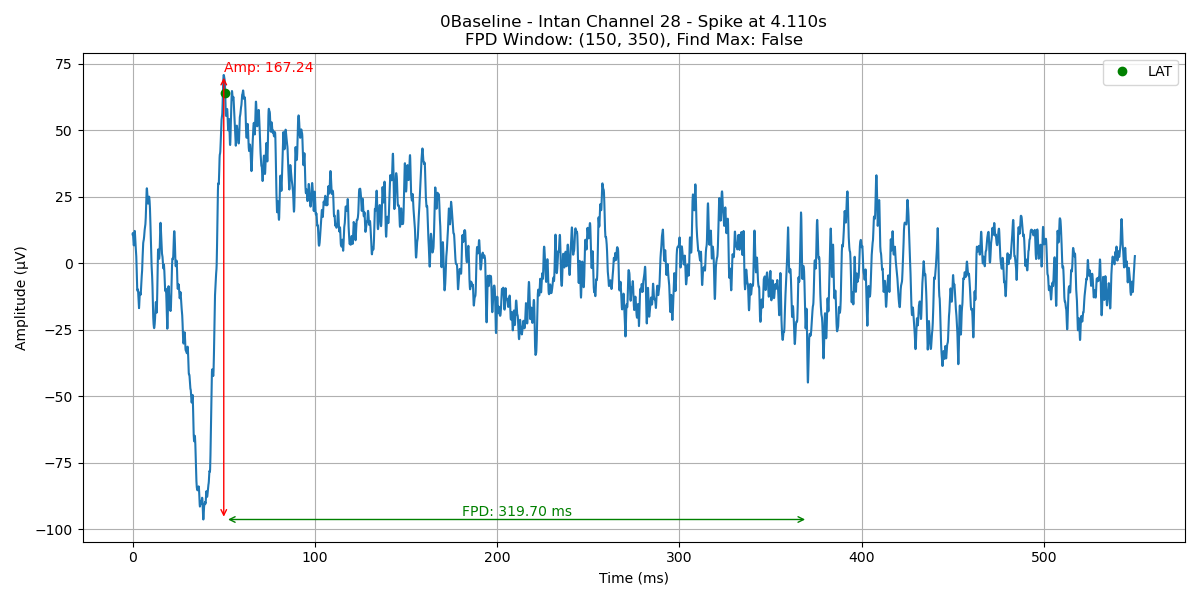 0Baseline - Intan Channel 28 - Spike at 4.110s
FPD Window: (150, 350), Find Max: False
Amp: 167.24
LAT
75
50
25
0
−25
−50
−75
−100
Amplitude (µV)
FPD: 319.70 ms
0 100 200 300 400 500
Time (ms)